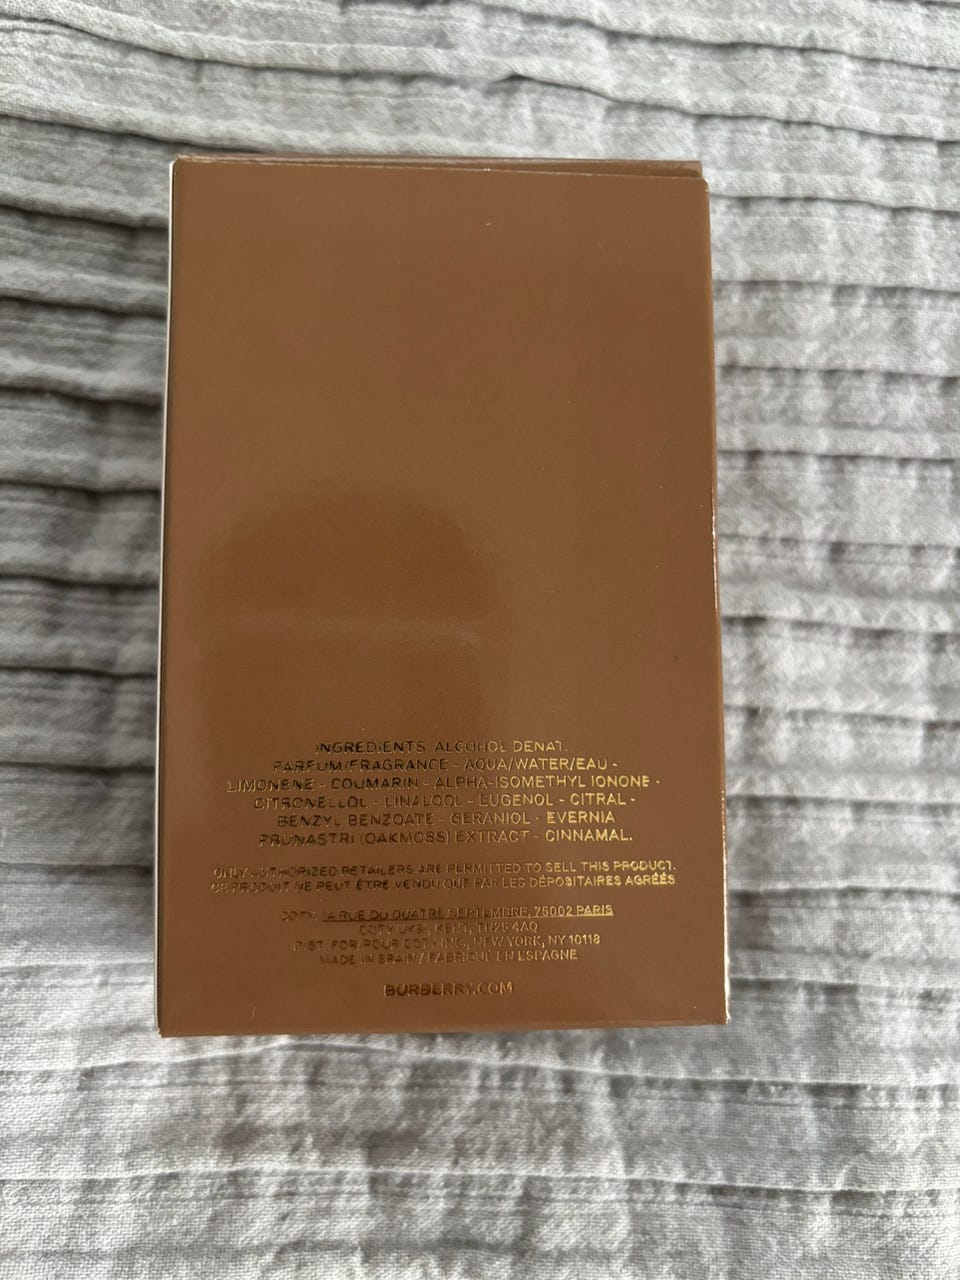 INGREDIENTS ALCOHOL DENAT.
PARFUM/FRAGRANCE - AQUA/WATER/EAU -
LIMONENE - COUMARIN - ALPHA-ISOMETHYL IONONE -
CITRONELLOL - LINALOOL - EUGENOL - CITRAL -
BENZYL BENZOATE - GERANIOL - EVERNIA
PRUNASTRI (OAKMOSS) EXTRACT - CINNAMAL.
ONLY AUTHORIZED RETAILERS ARE PERMITTED TO SELL THIS PRODUCT.
CE PRODUIT NE PEUT ÊTRE VENDU QUE PAR LES DÉPOSITAIRES AGRÉÉS
COTY, RUE DU QUATRE SEPTEMBRE, 75002 PARIS
COTY KENT, TN25 4AQ
DIST. FOR/POUR COTY INC., NEW YORK, NY 10118
MADE IN SPAIN / FABRIQUÉ EN ESPAGNE
BURBERRY.COM